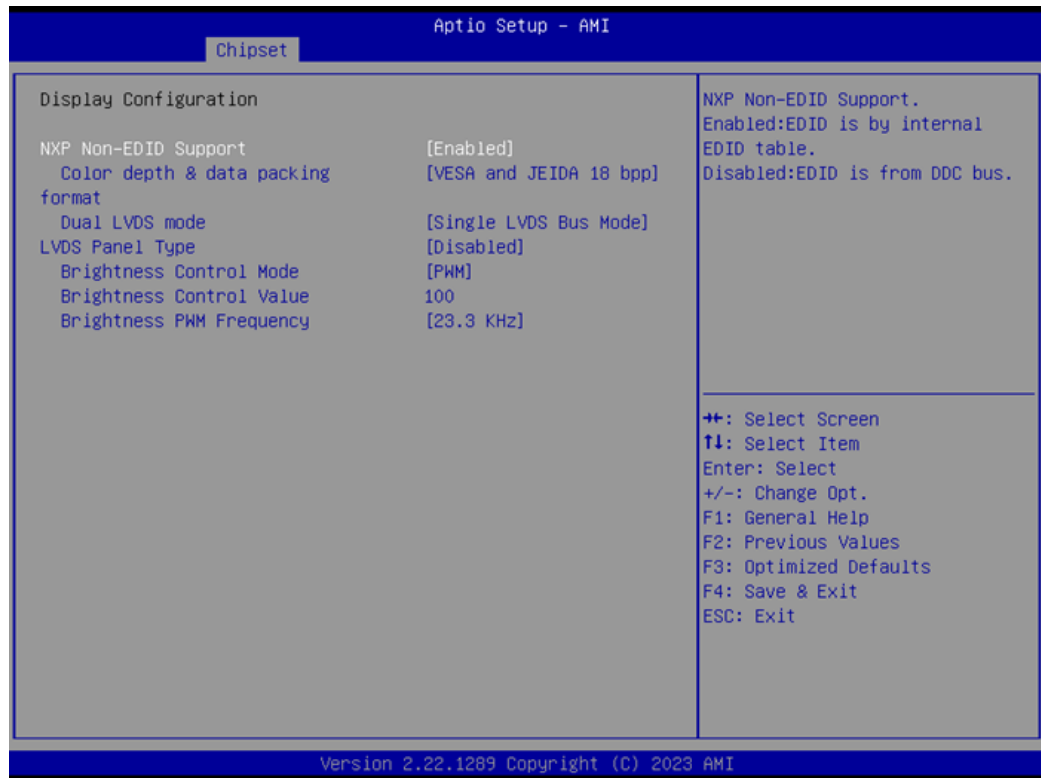 Aptio Setup - AMI
Chipset
Display Configuration
NXP Non-EDID Support [Enabled]
Color depth & data packing [VESA and JEIDA 18 bpp]
format
Dual LVDS mode [Single LVDS Bus Mode]
LVDS Panel Type [Disabled]
Brightness Control Mode [PWM]
Brightness Control Value 100
Brightness PWM Frequency [23.3 KHz]
NXP Non-EDID Support.
Enabled:EDID is by internal
EDID table.
Disabled:EDID is from DDC bus.
→←: Select Screen
↑↓: Select Item
Enter: Select
+/-: Change Opt.
F1: General Help
F2: Previous Values
F3: Optimized Defaults
F4: Save & Exit
ESC: Exit
Version 2.22.1289 Copyright (C) 2023 AMI